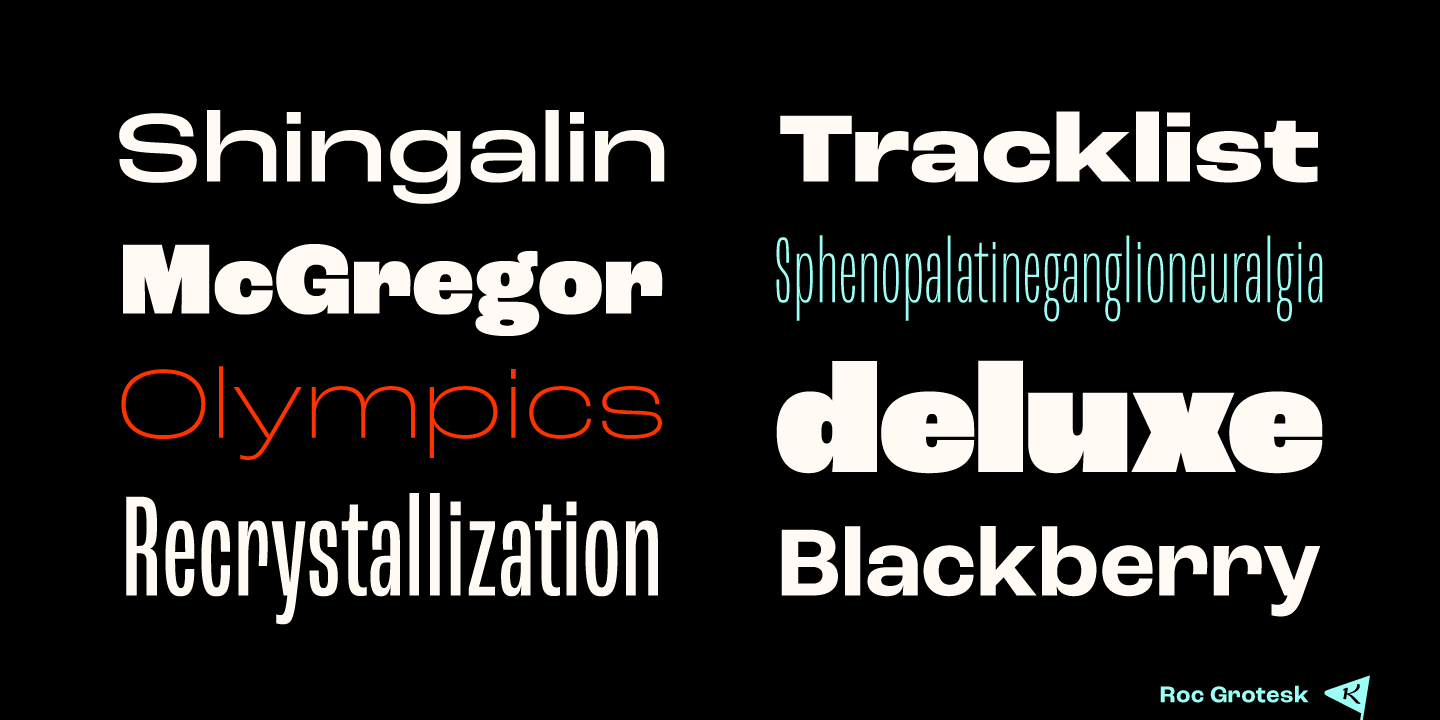 Shingalin
McGregor
Olympics
Recrystallization
Tracklist
Sphenopalatineganglioneuralgia
deluxe
Blackberry
Roc Grotesk K